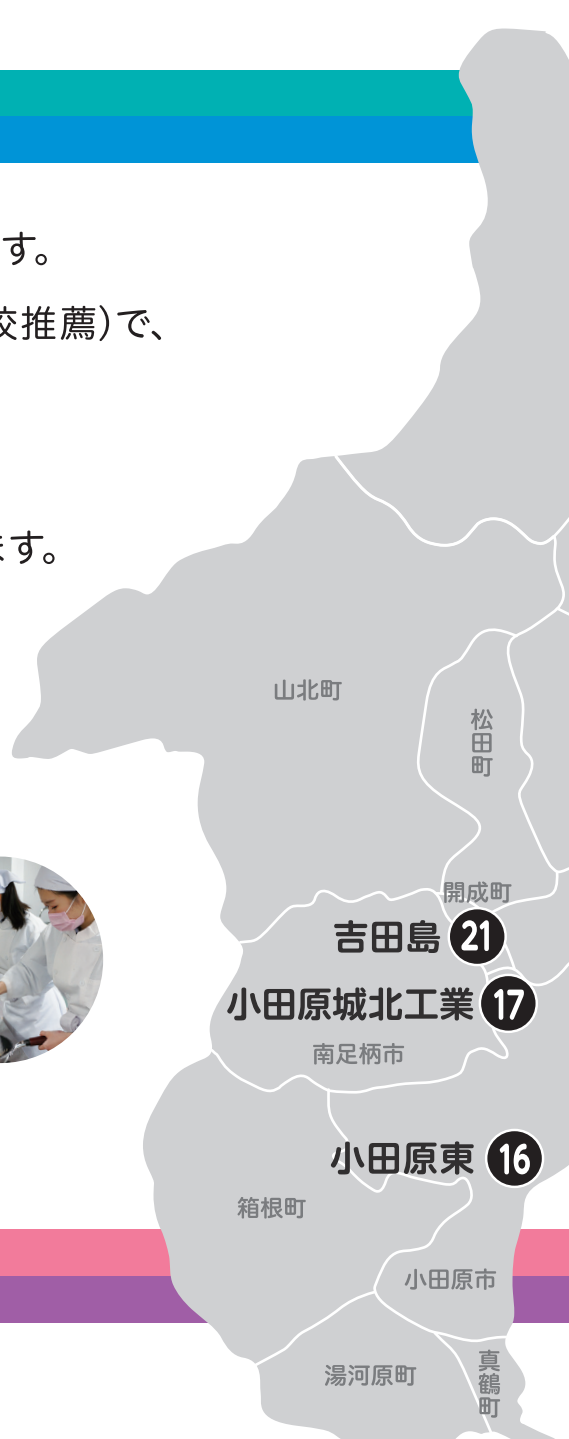 す。
校推薦)で、
ます。
山北町
松田町
開成町
吉田島 21
小田原城北工業 17
南足柄市
小田原東 16
箱根町
小田原市
湯河原町
真鶴町